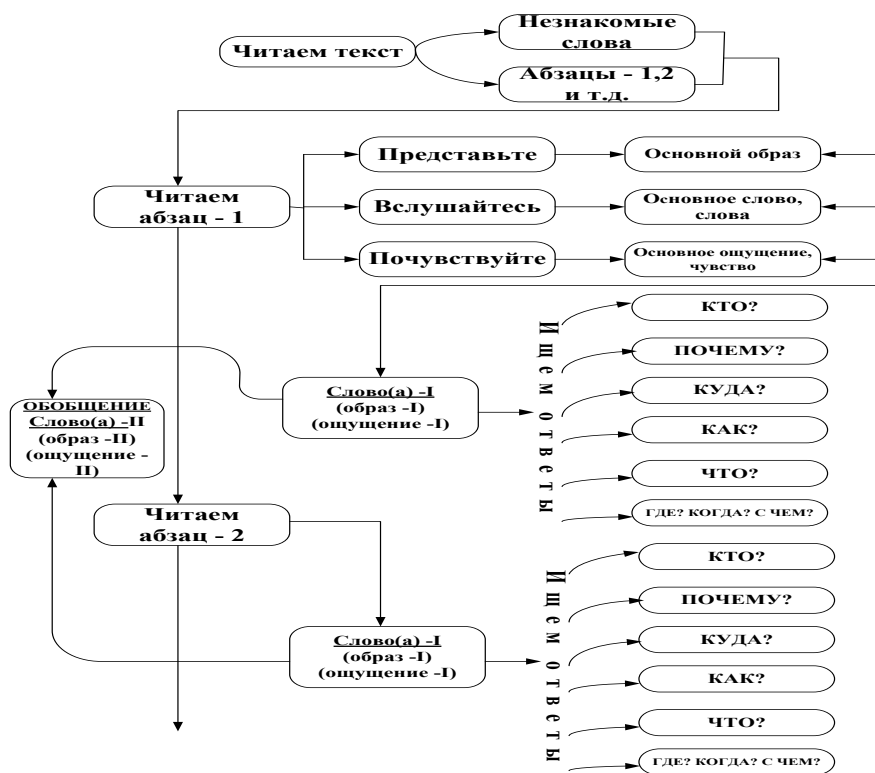 Незнакомые
слова
Читаем текст
Абзацы - 1,2
и т.д.
Представьте
Основной образ
Читаем
абзац - 1
Вслушайтесь
Основное слово,
слова
Почувствуйте
Основное ощущение,
чувство
Ищем ответы
КТО?
ПОЧЕМУ?
КУДА?
КАК?
ЧТО?
ГДЕ? КОГДА? С ЧЕМ?
Слово(а) -I
(образ -I)
(ощущение -I)
ОБОБЩЕНИЕ
Слово(а) -II
(образ -II)
(ощущение -
II)
Читаем
абзац - 2
Слово(а) -I
(образ -I)
(ощущение -I)
Ищем ответы
КТО?
ПОЧЕМУ?
КУДА?
КАК?
ЧТО?
ГДЕ? КОГДА? С ЧЕМ?